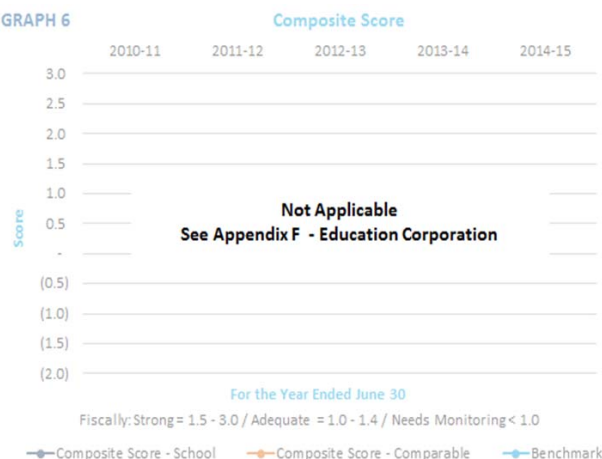 GRAPH 6
Composite Score
2010-11 2011-12 2012-13 2013-14 2014-15
3.0
2.5
2.0
1.5
1.0
0.5
-
(0.5)
(1.0)
(1.5)
(2.0)
Score
Not Applicable
See Appendix F - Education Corporation
For the Year Ended June 30
Fiscally: Strong = 1.5 - 3.0 / Adequate = 1.0 - 1.4 / Needs Monitoring < 1.0
Composite Score - School Composite Score - Comparable Benchmark